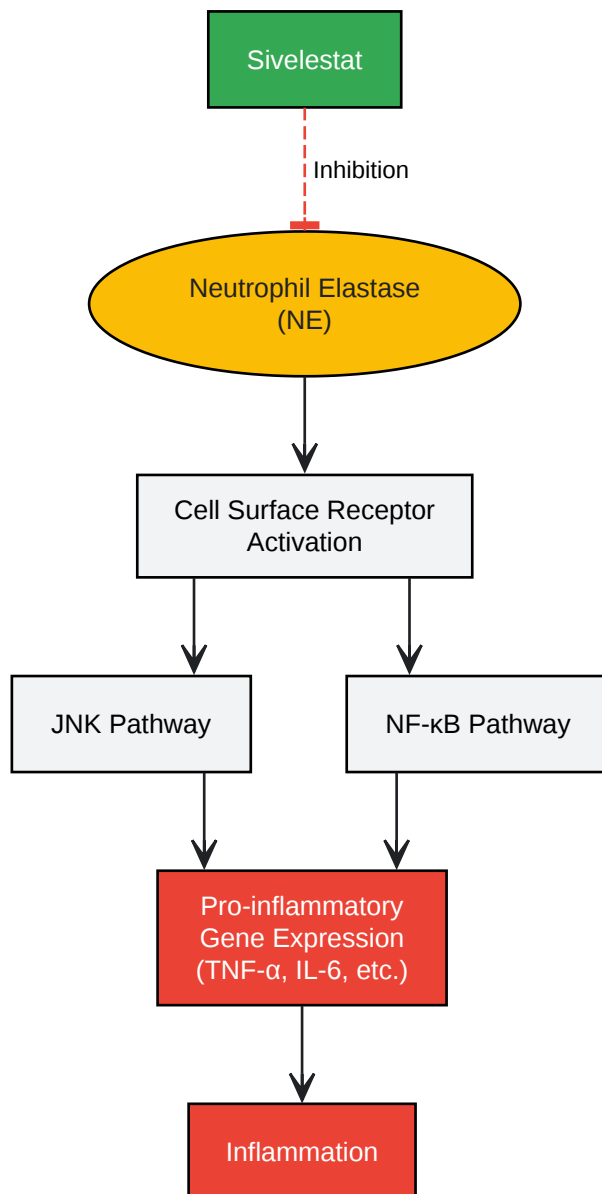 Sivelestat
Inhibition
Neutrophil Elastase
(NE)
Cell Surface Receptor
Activation
JNK Pathway
NF-κB Pathway
Pro-inflammatory
Gene Expression
(TNF-α, IL-6, etc.)
Inflammation